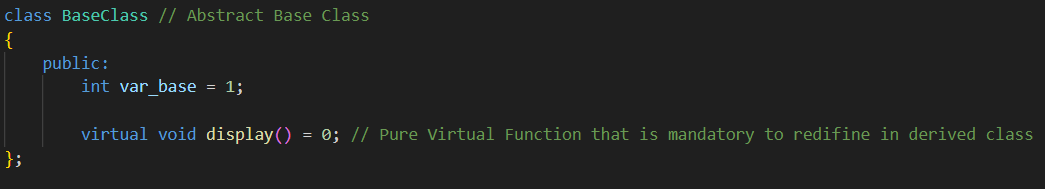 class BaseClass // Abstract Base Class
{
    public:
        int var_base = 1;

        virtual void display() = 0; // Pure Virtual Function that is mandatory to redifine in derived class
};